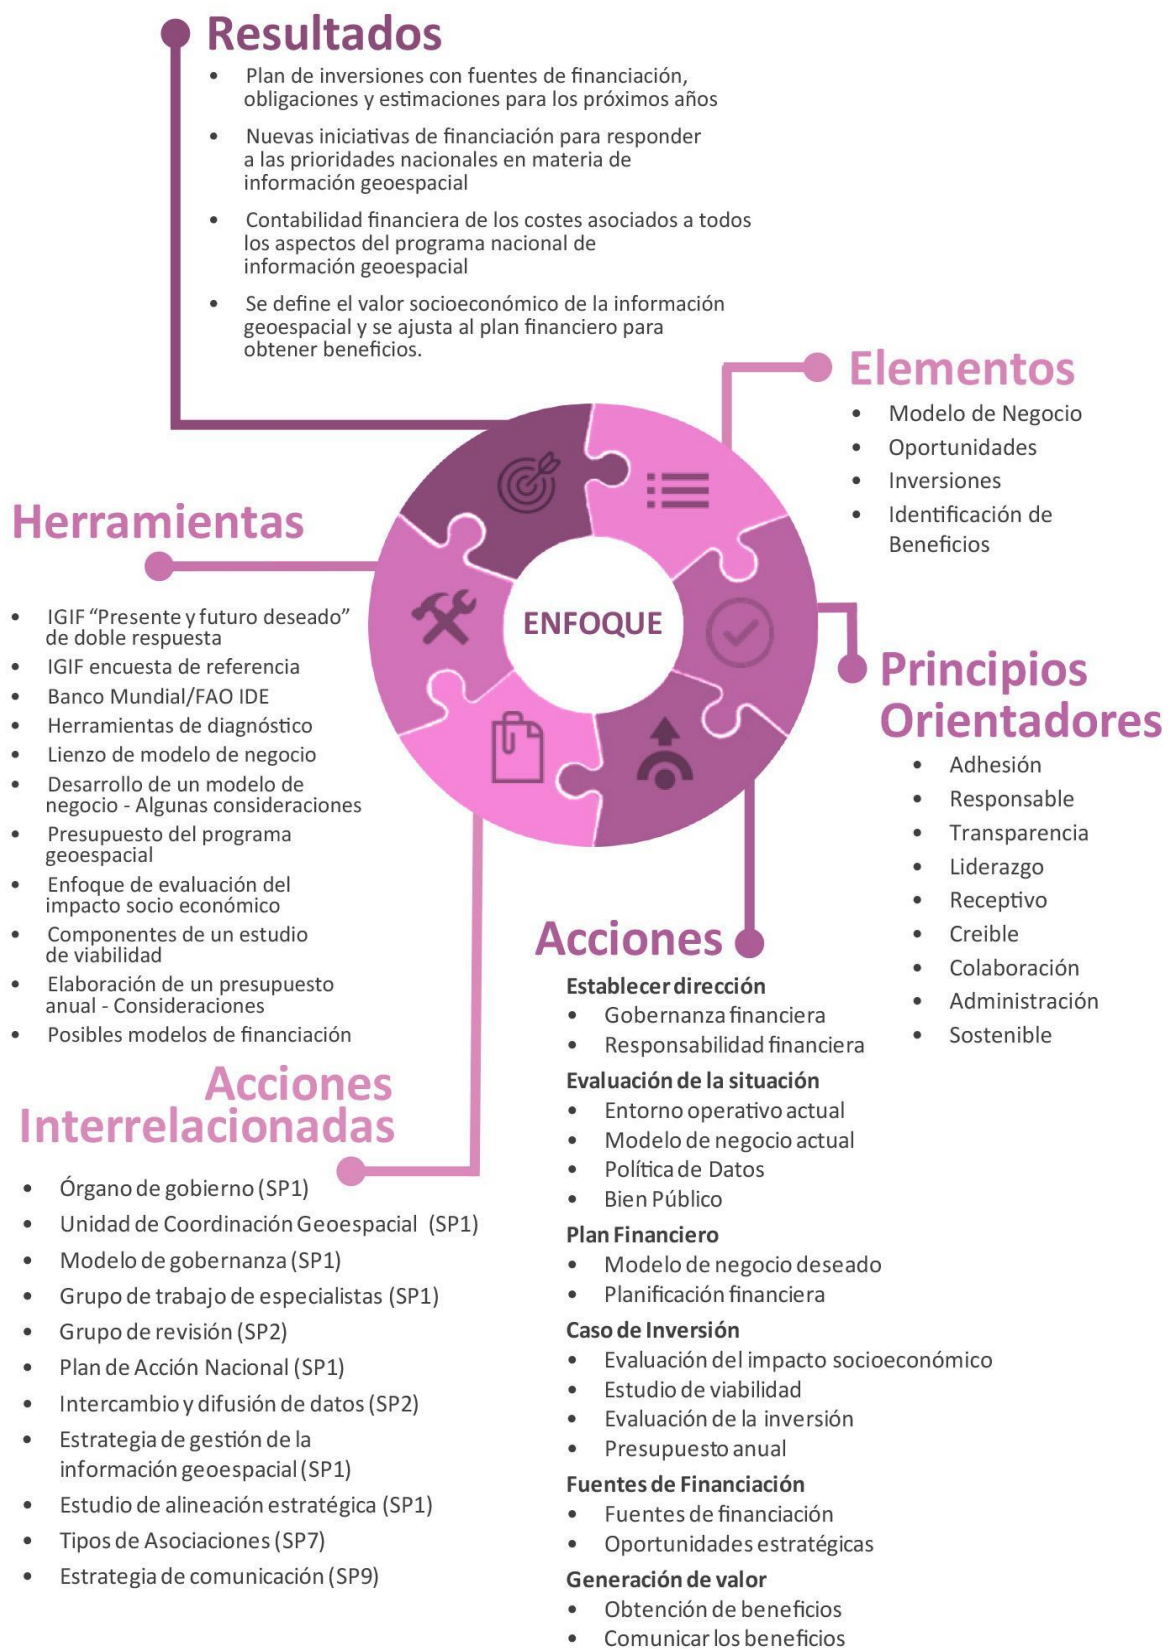 Resultados
• Plan de inversiones con fuentes de financiación,
obligaciones y estimaciones para los próximos años
• Nuevas iniciativas de financiación para responder
a las prioridades nacionales en materia de
información geoespacial
• Contabilidad financiera de los costes asociados a todos
los aspectos del programa nacional de
información geoespacial
• Se define el valor socioeconómico de la información
geoespacial y se ajusta al plan financiero para
obtener beneficios.
Elementos
• Modelo de Negocio
• Oportunidades
• Inversiones
• Identificación de
Beneficios
ENFOQUE
Principios
Orientadores
• Adhesión
• Responsable
• Transparencia
• Liderazgo
• Receptivo
• Creible
• Colaboración
• Administración
• Sostenible
Herramientas
• IGIF “Presente y futuro deseado”
de doble respuesta
• IGIF encuesta de referencia
• Banco Mundial/FAO IDE
• Herramientas de diagnóstico
• Lienzo de modelo de negocio
• Desarrollo de un modelo de
negocio - Algunas consideraciones
• Presupuesto del programa
geoespacial
• Enfoque de evaluación del
impacto socio económico
• Componentes de un estudio
de viabilidad
• Elaboración de un presupuesto
anual - Consideraciones
• Posibles modelos de financiación
Acciones
Interrelacionadas
• Órgano de gobierno (SP1)
• Unidad de Coordinación Geoespacial (SP1)
• Modelo de gobernanza (SP1)
• Grupo de trabajo de especialistas (SP1)
• Grupo de revisión (SP2)
• Plan de Acción Nacional (SP1)
• Intercambio y difusión de datos (SP2)
• Estrategia de gestión de la
información geoespacial (SP1)
• Estudio de alineación estratégica (SP1)
• Tipos de Asociaciones (SP7)
• Estrategia de comunicación (SP9)
Acciones
Establecer dirección
• Gobernanza financiera
• Responsabilidad financiera
Evaluación de la situación
• Entorno operativo actual
• Modelo de negocio actual
• Política de Datos
• Bien Público
Plan Financiero
• Modelo de negocio deseado
• Planificación financiera
Caso de Inversión
• Evaluación del impacto socioeconómico
• Estudio de viabilidad
• Evaluación de la inversión
• Presupuesto anual
Fuentes de Financiación
• Fuentes de financiación
• Oportunidades estratégicas
Generación de valor
• Obtención de beneficios
• Comunicar los beneficios